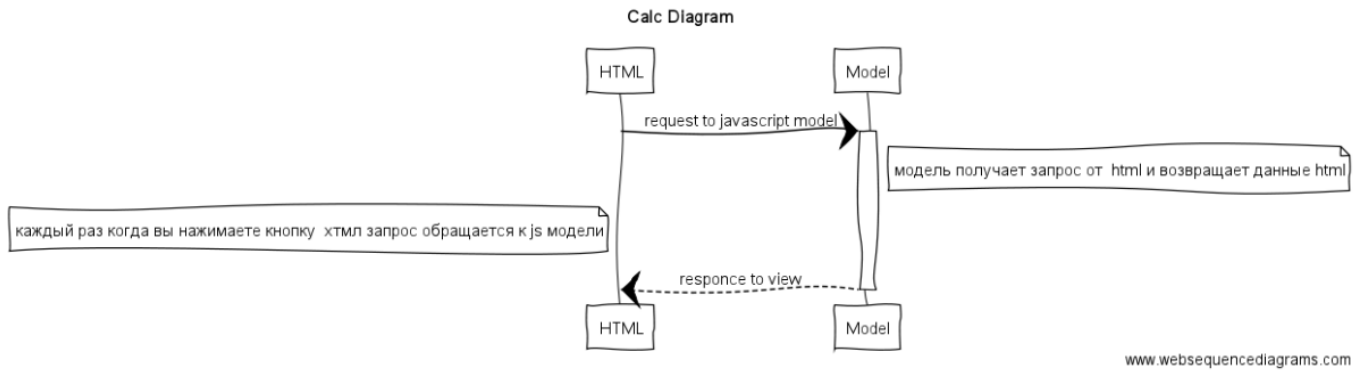 Calc Diagram
HTML
Model
request to javascript model
модель получает запрос от html и возвращает данные html
каждый раз когда вы нажимаете кнопку хтмл запрос обращается к js модели
responce to view
HTML
Model
www.websequencediagrams.com